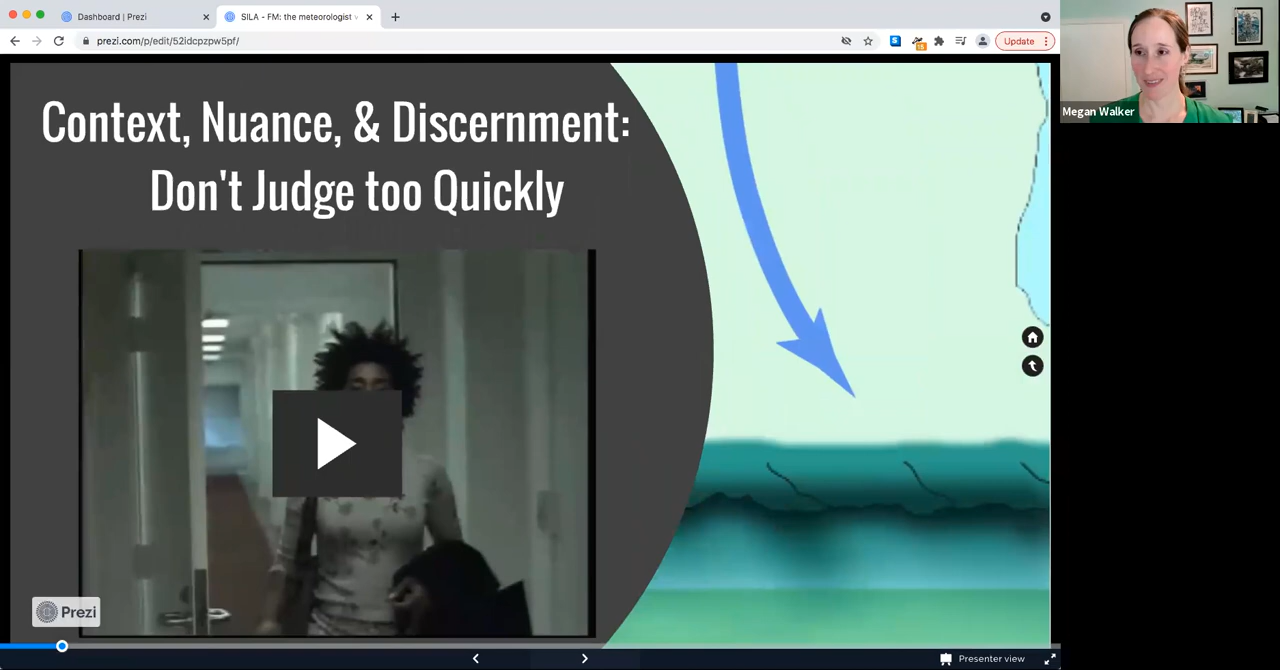 Dashboard | Prezi
SILA - FM: the meteorologist v
prezi.com/p/edit/52idcpzpw5pf/
15
Update
Megan Walker
Context, Nuance, & Discernment:
Don't Judge too Quickly
Prezi
Presenter view